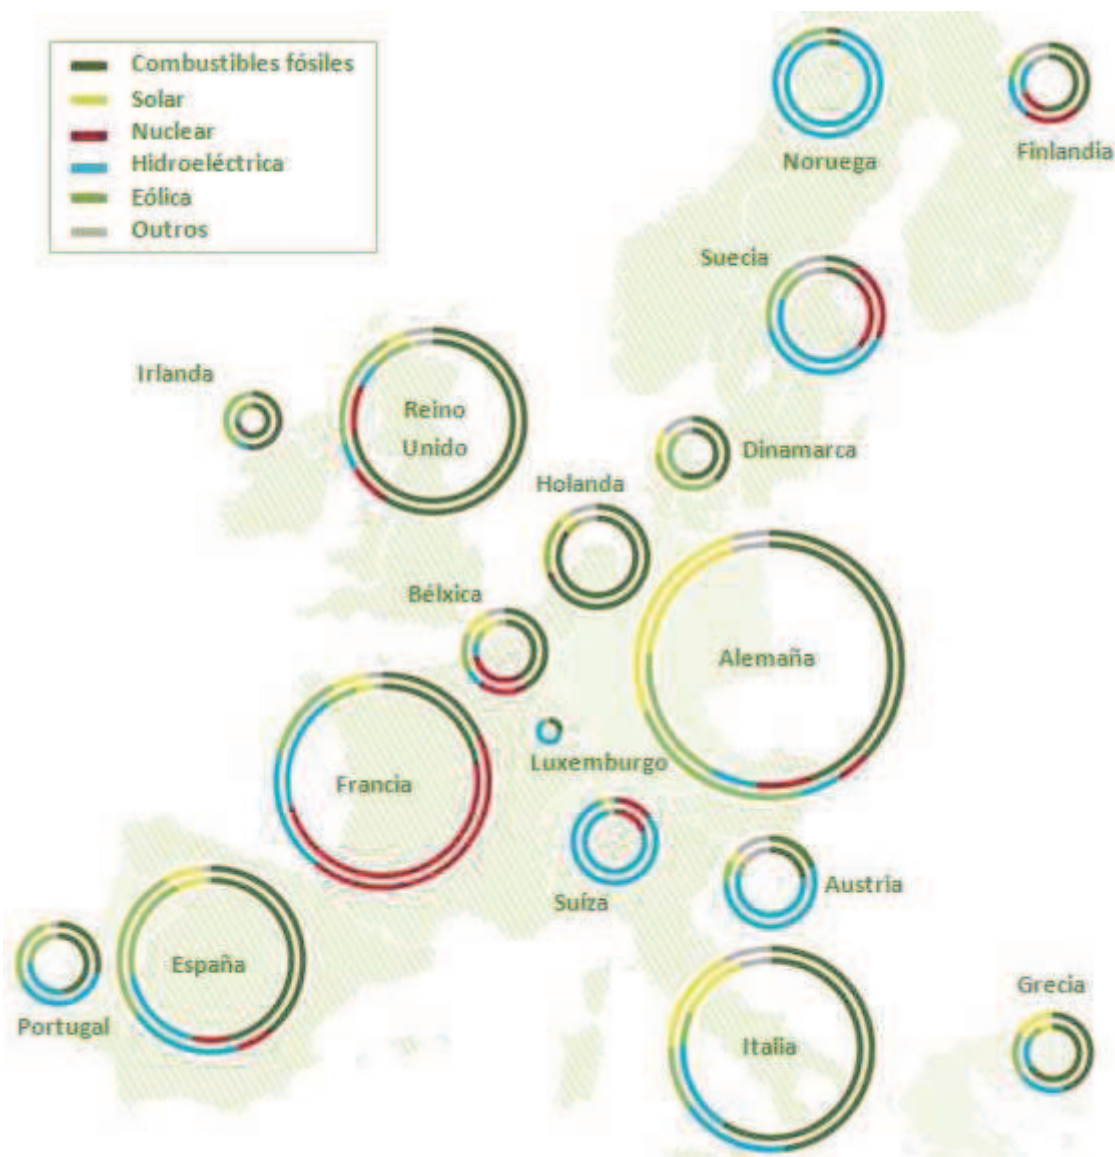 Combustibles fósiles
Solar
Nuclear
Hidroeléctrica
Eólica
Outros
Noruega
Finlandia
Suecia
Irlanda
Reino
Unido
Dinamarca
Holanda
Bélxica
Alemaña
Luxemburgo
Francia
Suíza
Austria
España
Portugal
Italia
Grecia